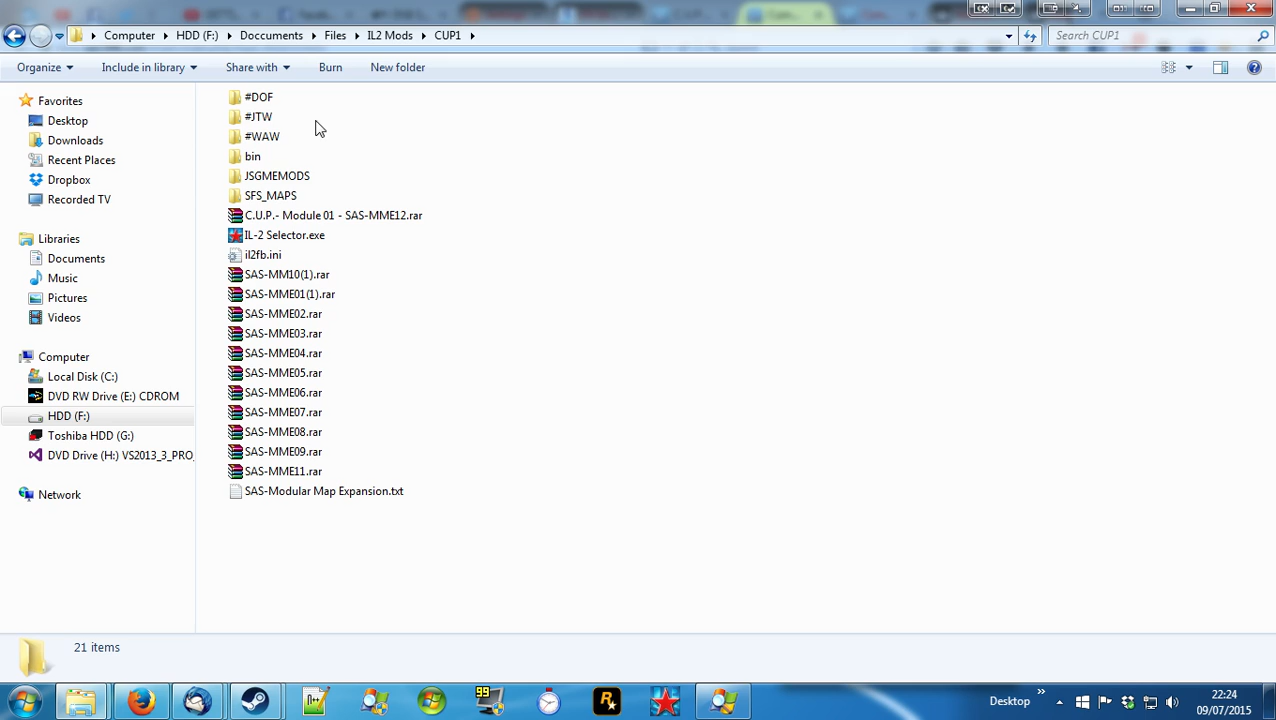 Computer HDD (F:) Doccuments Files IL2 Mods CUP1 Search CUP1
Organize Include in library Share with Burn New folder
Favorites
Desktop
Downloads
Recent Places
Dropbox
Recorded TV
Libraries
Documents
Music
Pictures
Videos
Computer
Local Disk (C:)
DVD RW Drive (E:) CDROM
HDD (F:)
Toshiba HDD (G:)
DVD Drive (H:) VS2013_3_PRO_
Network
#DOF
#JTW
#WAW
bin
JSGMEMODS
SFS_MAPS
C.U.P.- Module 01 - SAS-MME12.rar
IL-2 Selector.exe
il2fb.ini
SAS-MM10(1).rar
SAS-MME01(1).rar
SAS-MME02.rar
SAS-MME03.rar
SAS-MME04.rar
SAS-MME05.rar
SAS-MME06.rar
SAS-MME07.rar
SAS-MME08.rar
SAS-MME09.rar
SAS-MME11.rar
SAS-Modular Map Expansion.txt
21 items
99
R
Desktop
22:24
09/07/2015